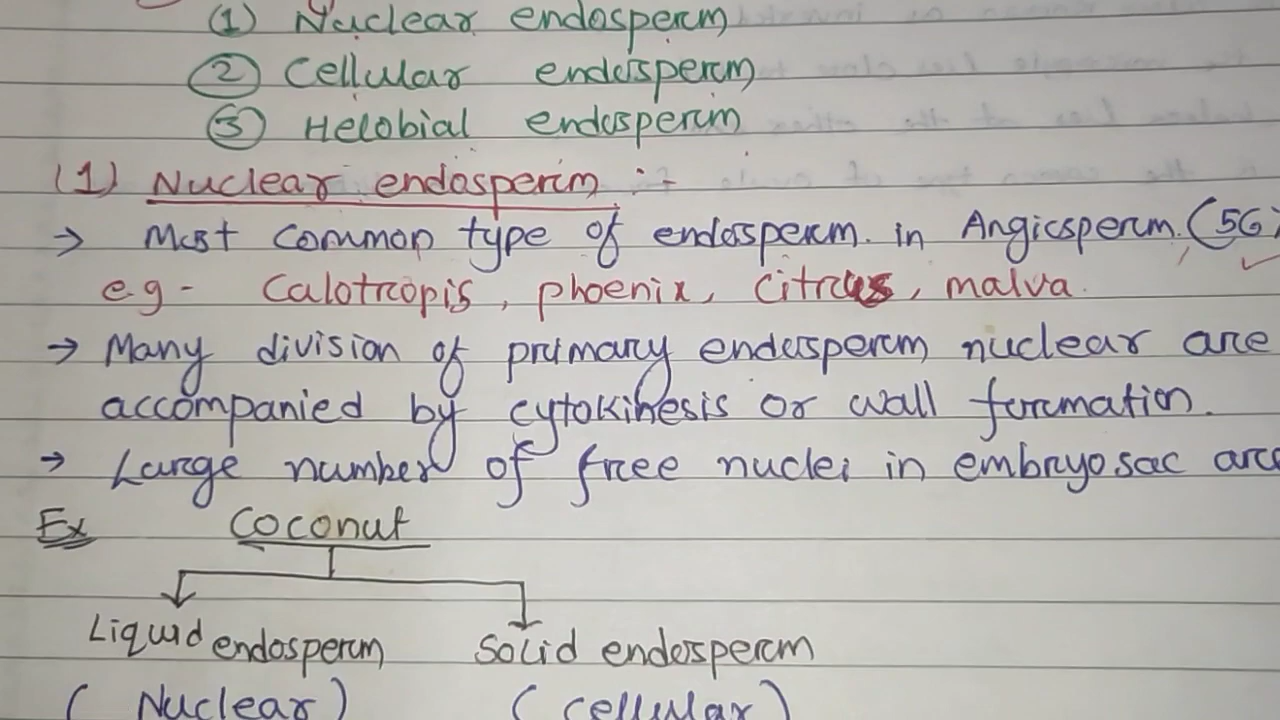 (1) Nuclear endosperm
(2) Cellular endosperm
(3) Helobial endosperm
(1) Nuclear endosperm :-
→ Most common type of endosperm. in Angiosperm. (56)
e.g - Calotropis, phoenix, Citrus, malva.
→ Many division of primary endosperm nuclear are
accompanied by cytokinesis or wall formation.
→ Large number of free nuclei in embryo sac are
Ex Coconut
Liquid endosperm Solid endosperm
(Nuclear) (Cellular)